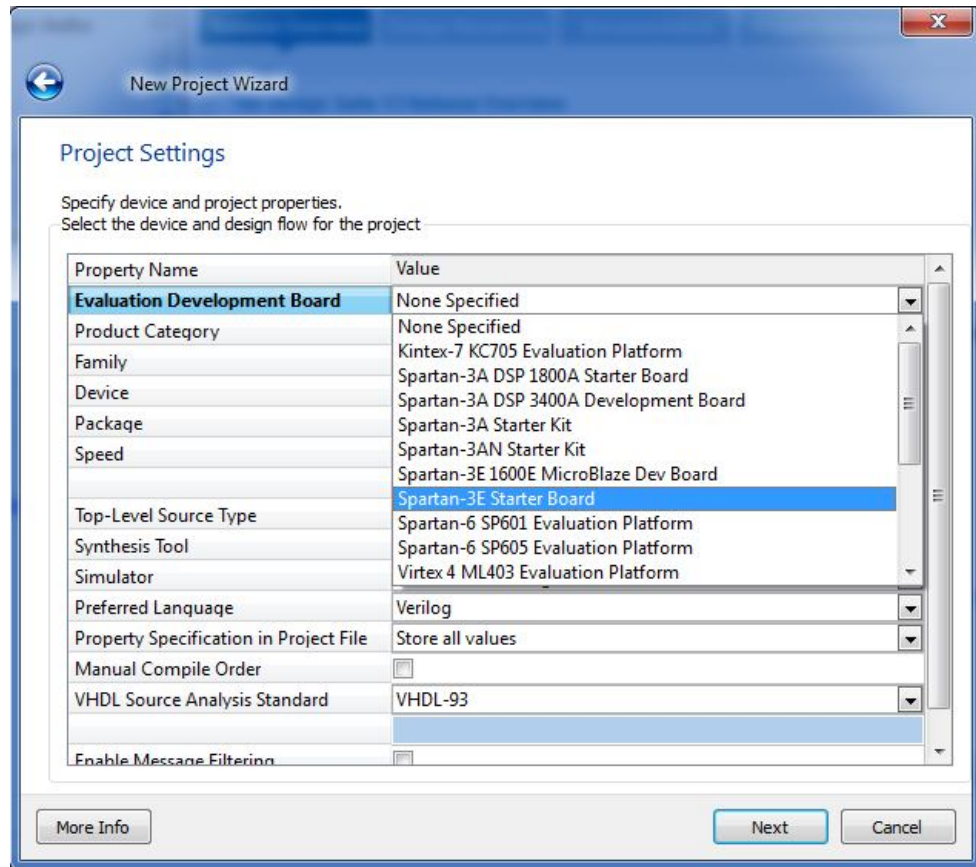 X
New Project Wizard
Project Settings
Specify device and project properties.
Select the device and design flow for the project
Property Name Value
Evaluation Development Board None Specified
Product Category None Specified
Kintex-7 KC705 Evaluation Platform
Family
Spartan-3A DSP 1800A Starter Board
Device Spartan-3A DSP 3400A Development Board
Package Spartan-3A Starter Kit
Spartan-3AN Starter Kit
Speed
Spartan-3E 1600E MicroBlaze Dev Board
Spartan-3E Starter Board
Top-Level Source Type Spartan-6 SP601 Evaluation Platform
Synthesis Tool Spartan-6 SP605 Evaluation Platform
Simulator Virtex 4 ML403 Evaluation Platform
Preferred Language Verilog
Property Specification in Project File Store all values
Manual Compile Order
VHDL Source Analysis Standard VHDL-93
Enable Message Filtering
More Info Next Cancel